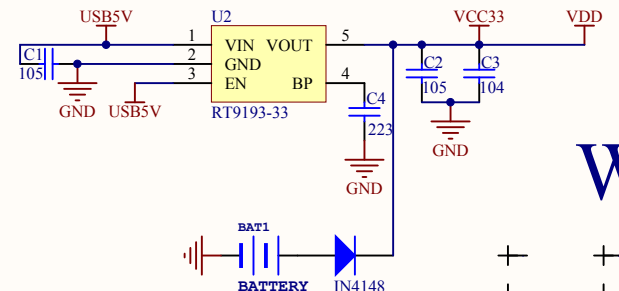 USB5V
U2
VCC33
VDD
C1
105
1
2
3
VIN
GND
EN
VOUT
BP
5
4
GND
USB5V
RT9193-33
C4
223
GND
C2
105
C3
104
GND
BAT1
BATTERY
IN4148